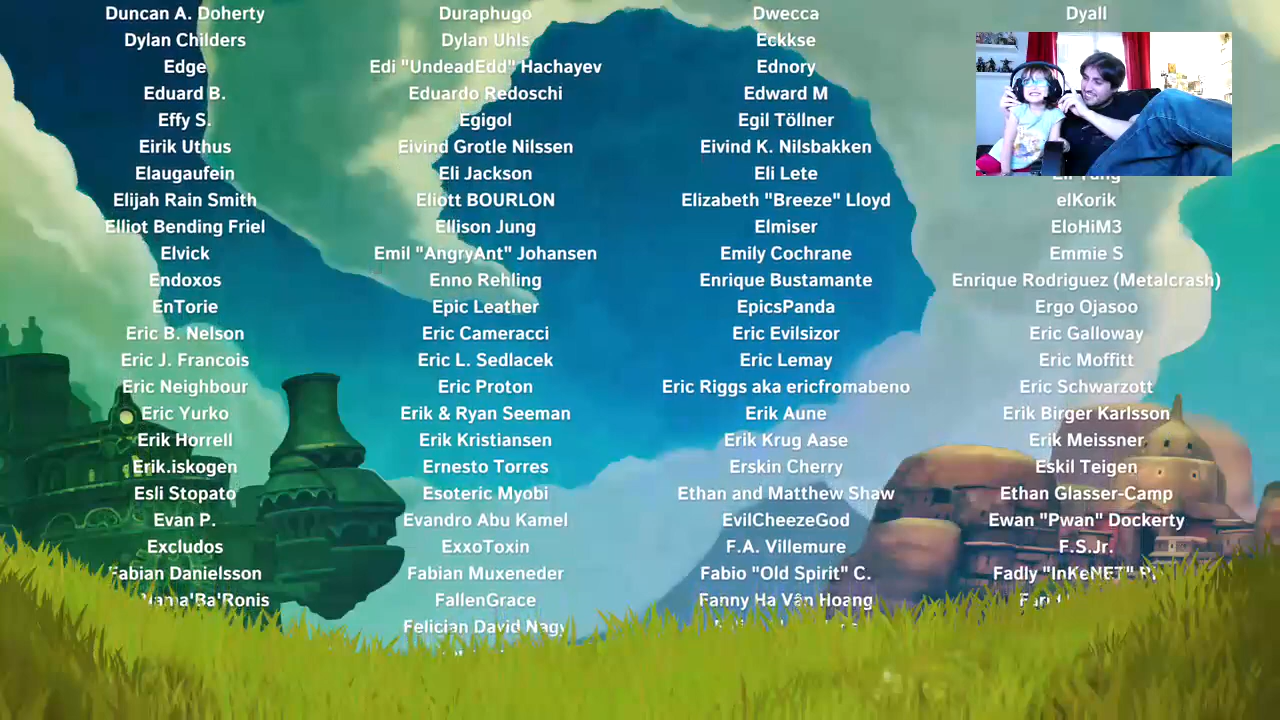 Duncan A. Doherty Duraphugo Dwecca Dyall
Dylan Childers Dylan Uhls Eckkse
Edge Edi "UndeadEdd" Hachayev Ednory
Eduard B. Eduardo Redoschi Edward M
Effy S. Egigol Egil Töllner
Eirik Uthus Eivind Grotle Nilssen Eivind K. Nilsbakken
Elaugaufein Eli Jackson Eli Lete
Elijah Rain Smith Eliott BOURLON Elizabeth "Breeze" Lloyd elKorik
Elliot Bending Friel Ellison Jung Elmiser EloHiM3
Elvick Emil "AngryAnt" Johansen Emily Cochrane Emmie S
Endoxos Enno Rehling Enrique Bustamante Enrique Rodriguez (Metalcrash)
EnTorie Epic Leather EpicsPanda Ergo Ojasoo
Eric B. Nelson Eric Cameracci Eric Evilsizor Eric Galloway
Eric J. Francois Eric L. Sedlacek Eric Lemay Eric Moffitt
Eric Neighbour Eric Proton Eric Riggs aka ericfromabeno Eric Schwarzott
Eric Yurko Erik & Ryan Seeman Erik Aune Erik Birger Karlsson
Erik Horrell Erik Kristiansen Erik Krug Aase Erik Meissner
Erik.iskogen Ernesto Torres Erskin Cherry Eskil Teigen
Esli Stopato Esoteric Myobi Ethan and Matthew Shaw Ethan Glasser-Camp
Evan P. Evandro Abu Kamel EvilCheezeGod Ewan "Pwan" Dockerty
Excludos ExxoToxin F.A. Villemure F.S.Jr.
Fabian Danielsson Fabian Muxeneder Fabio "Old Spirit" C. Fadly "InKeNET"
FallenGrace Fanny Ha Vân Hoang
Felician David Nagy